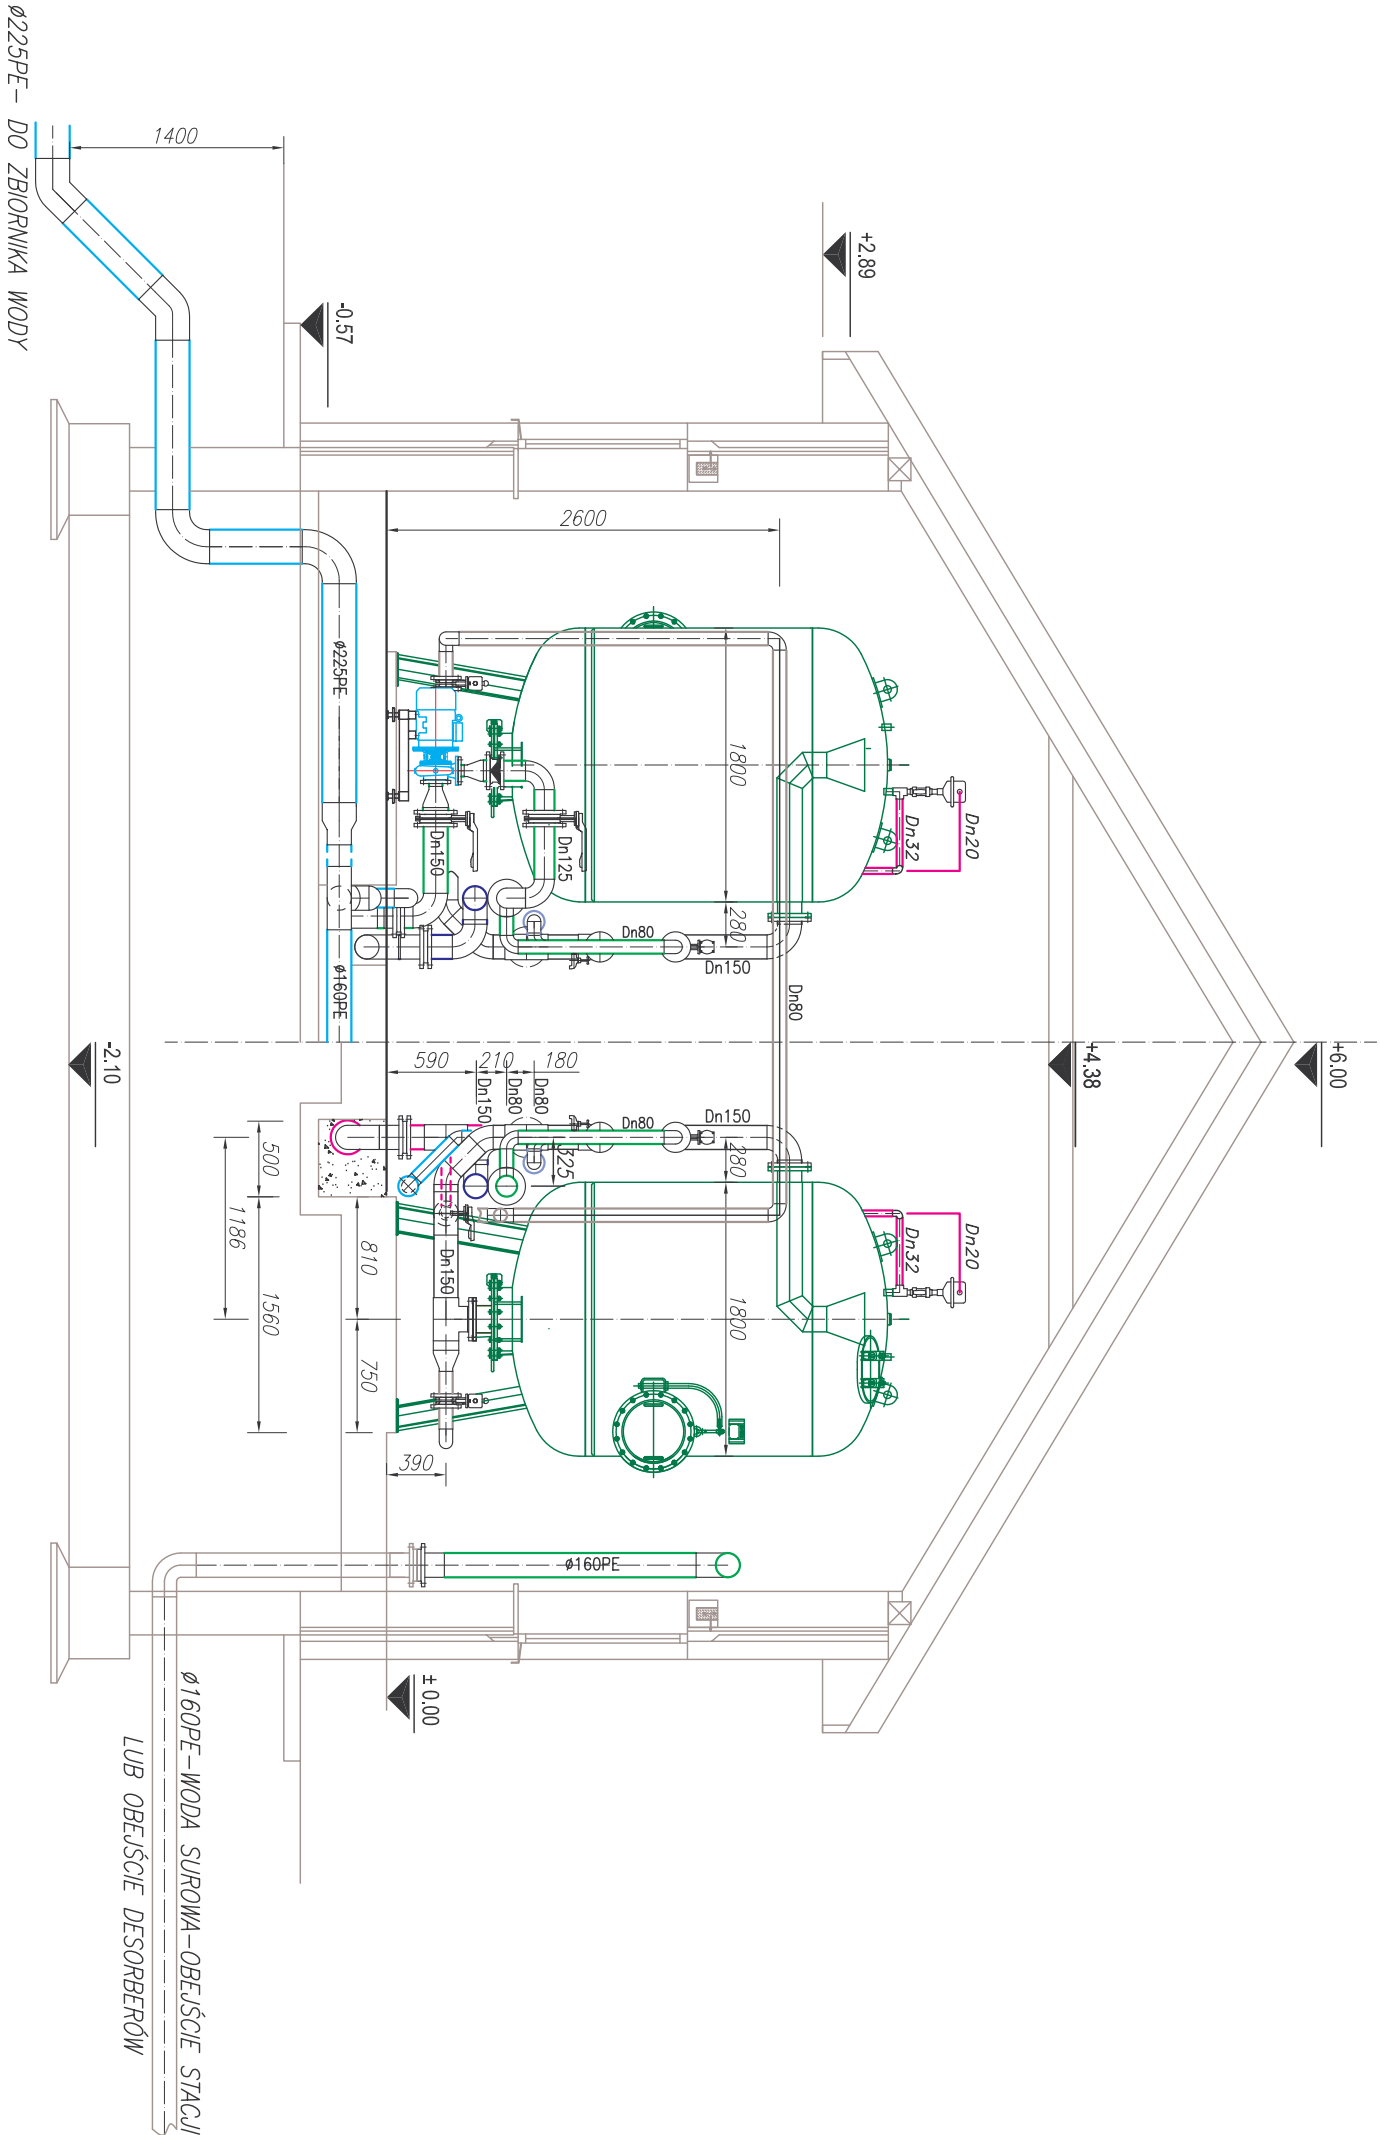 +6.00
+4.38
+2.89
-0.57
-2.10
± 0.00
1400
2600
Dn20
Dn32
1800
280
Dn80
Dn150
Dn125
Dn150
Dn80
ø225PE
ø160PE
590
210
180
Dn150
Dn80
Dn80
Dn80
Dn150
325
280
Dn20
Dn32
1800
Dn150
500
1186
810
1560
750
390
ø160PE
ø225PE- DO ZBIORNIKA WODY
ø160PE-WODA SUROWA-OBEJŚCIE STACJI
LUB OBEJŚCIE DESORBERÓW